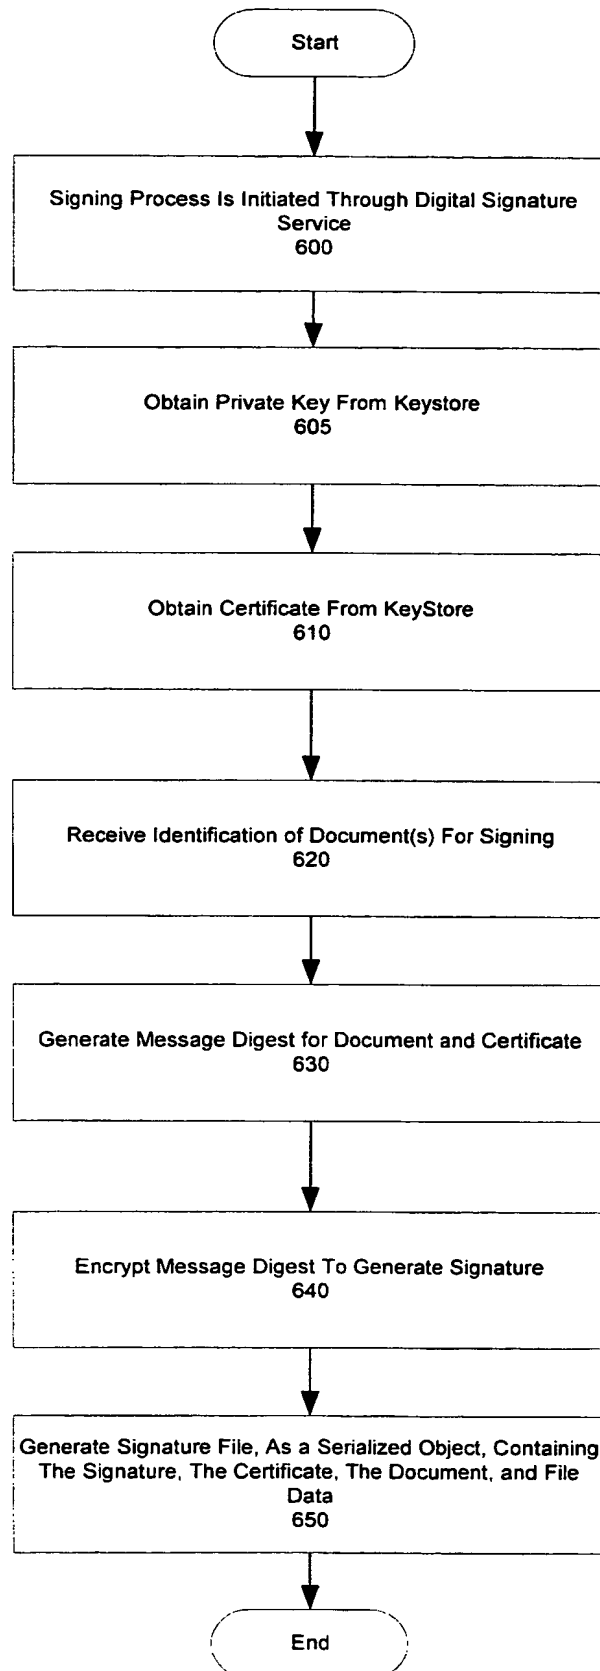 Start
Signing Process Is Initiated Through Digital Signature
Service
600
Obtain Private Key From Keystore
605
Obtain Certificate From KeyStore
610
Receive Identification of Document(s) For Signing
620
Generate Message Digest for Document and Certificate
630
Encrypt Message Digest To Generate Signature
640
Generate Signature File, As a Serialized Object, Containing
The Signature, The Certificate, The Document, and File
Data
650
End